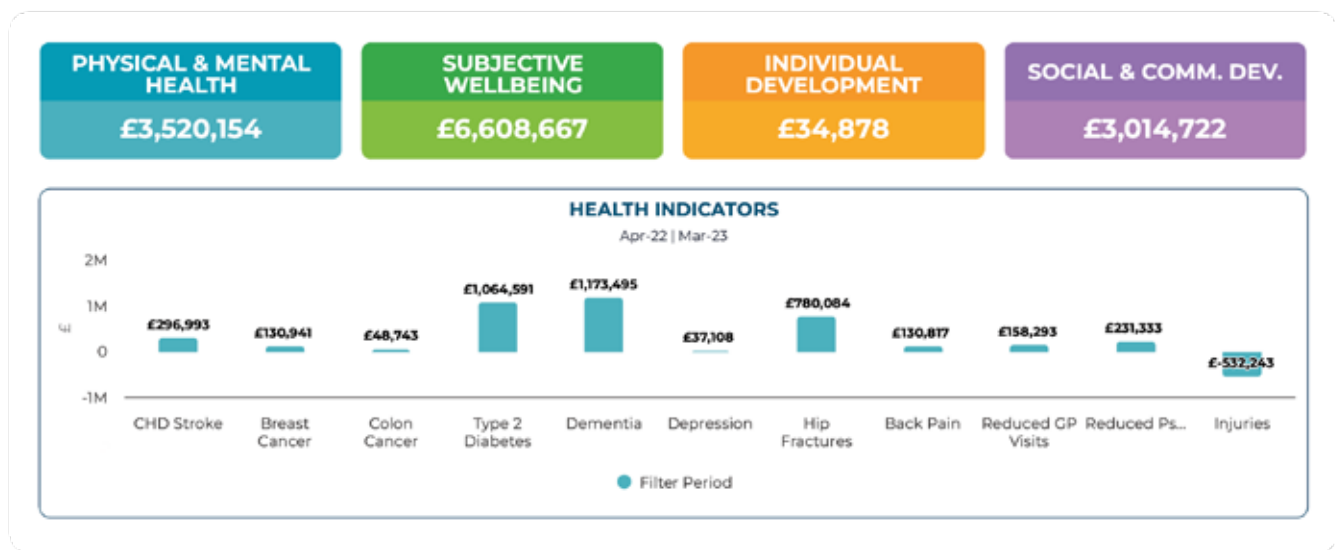 PHYSICAL & MENTAL
HEALTH
£3,520,154
SUBJECTIVE
WELLBEING
£6,608,667
INDIVIDUAL
DEVELOPMENT
£34,878
SOCIAL & COMM. DEV.
£3,014,722
HEALTH INDICATORS
Apr-22 | Mar-23
2M
1M
0
-1M
£
£296,993
£130,941
£48,743
£1,064,591
£1,173,495
£37,108
£780,084
£130,817
£158,293
£231,333
£-532,243
CHD Stroke
Breast
Cancer
Colon
Cancer
Type 2
Diabetes
Dementia
Depression
Hip
Fractures
Back Pain
Reduced GP
Visits
Reduced Ps...
Injuries
Filter Period